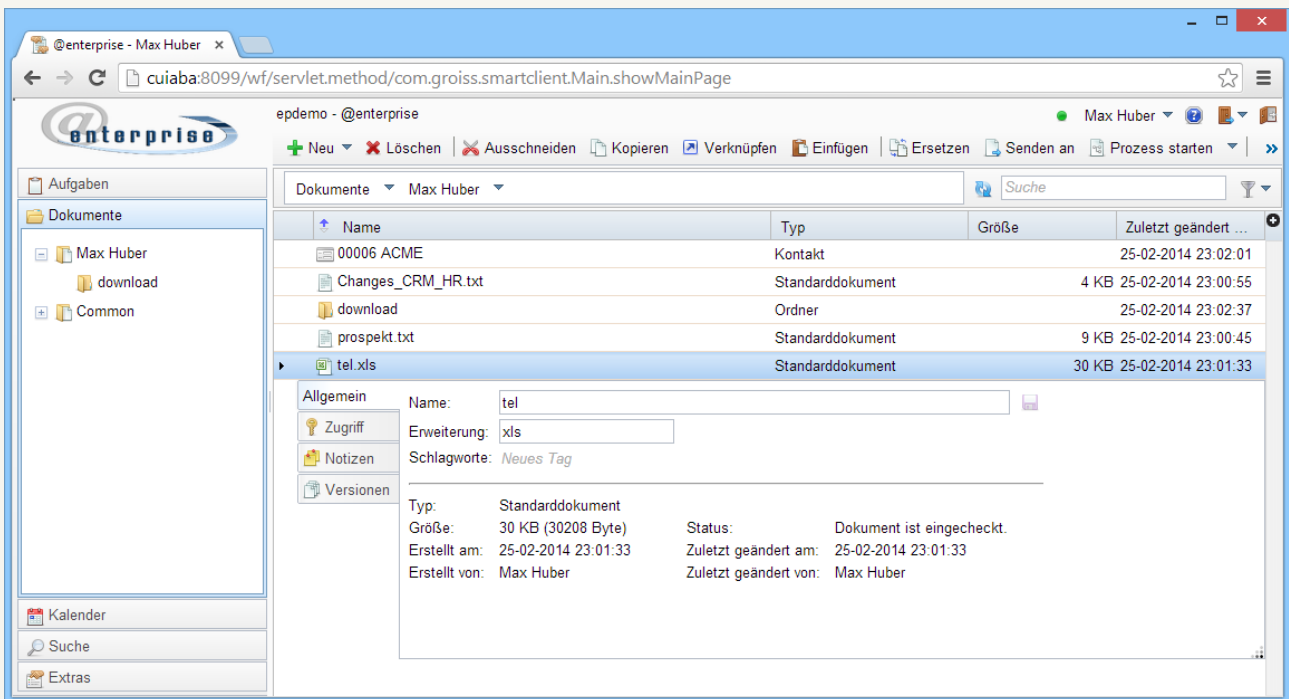 @enterprise - Max Huber
cuiaba:8099/wf/servlet.method/com.groiss.smartclient.Main.showMainPage
@enterprise
epdemo - @enterprise
Max Huber
Neu Löschen Ausschneiden Kopieren Verknüpfen Einfügen Ersetzen Senden an Prozess starten »
Aufgaben
Dokumente
Max Huber
download
Common
Kalender
Suche
Extras
Dokumente Max Huber Suche
Name Typ Größe Zuletzt geändert ...
00006 ACME Kontakt 25-02-2014 23:02:01
Changes_CRM_HR.txt Standarddokument 4 KB 25-02-2014 23:00:55
download Ordner 25-02-2014 23:02:37
prospekt.txt Standarddokument 9 KB 25-02-2014 23:00:45
tel.xls Standarddokument 30 KB 25-02-2014 23:01:33
Allgemein
Zugriff
Notizen
Versionen
Name: tel
Erweiterung: xls
Schlagworte: Neues Tag
Typ: Standarddokument
Größe: 30 KB (30208 Byte) Status: Dokument ist eingecheckt.
Erstellt am: 25-02-2014 23:01:33 Zuletzt geändert am: 25-02-2014 23:01:33
Erstellt von: Max Huber Zuletzt geändert von: Max Huber